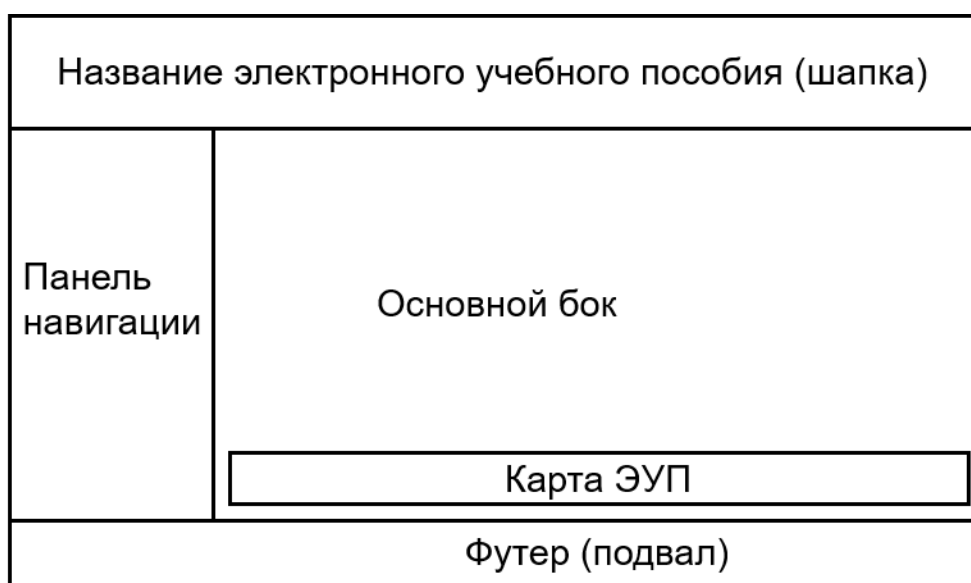 Название электронного учебного пособия (шапка)
Панель
навигации
Основной бок
Карта ЭУП
Футер (подвал)